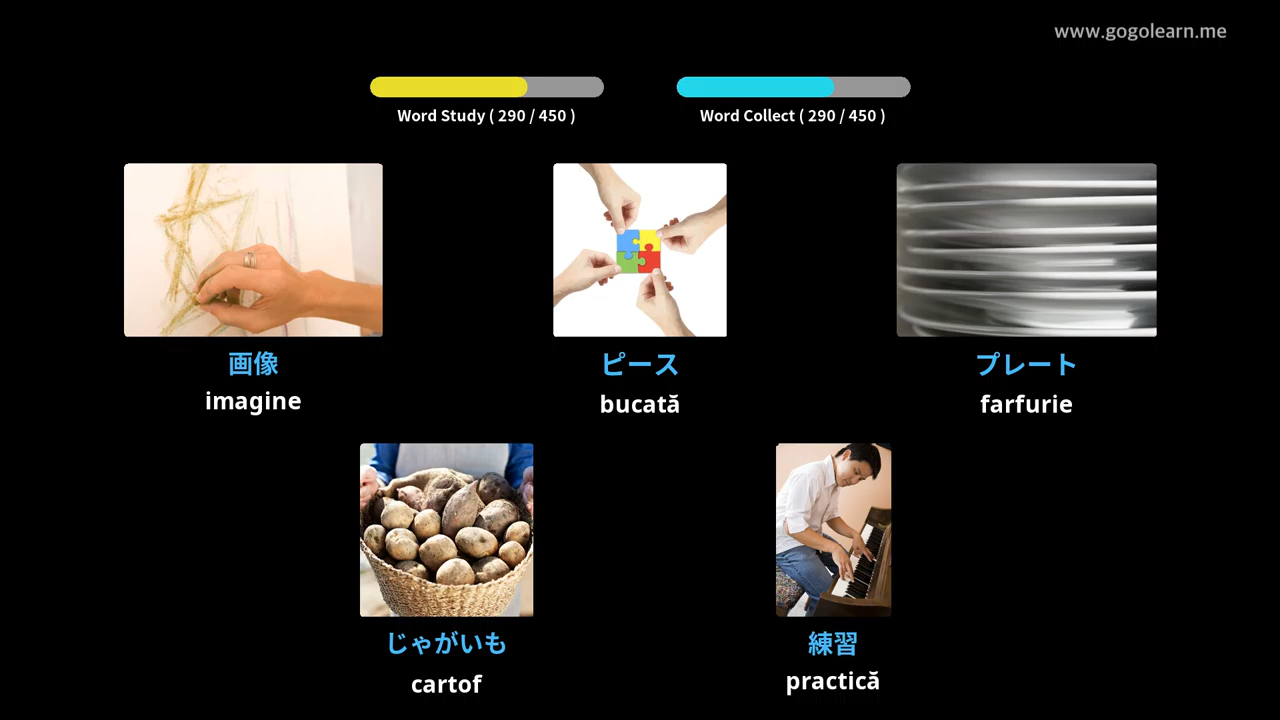 www.gogolearn.me
Word Study ( 290 / 450 )
Word Collect ( 290 / 450 )
画像
imagine
ピース
bucată
プレート
farfurie
じゃがいも
cartof
練習
practică